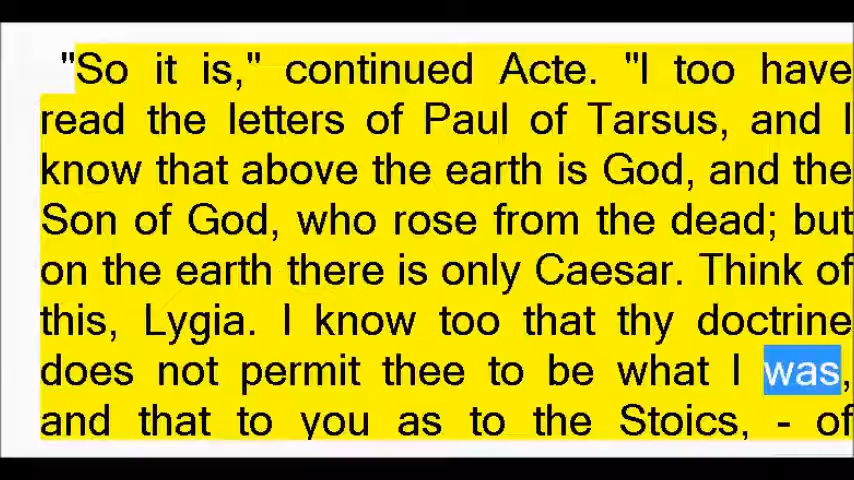 "So it is," continued Acte. "I too have
read the letters of Paul of Tarsus, and I
know that above the earth is God, and the
Son of God, who rose from the dead; but
on the earth there is only Caesar. Think of
this, Lygia. I know too that thy doctrine
does not permit thee to be what I was,
and that to you as to the Stoics, - of